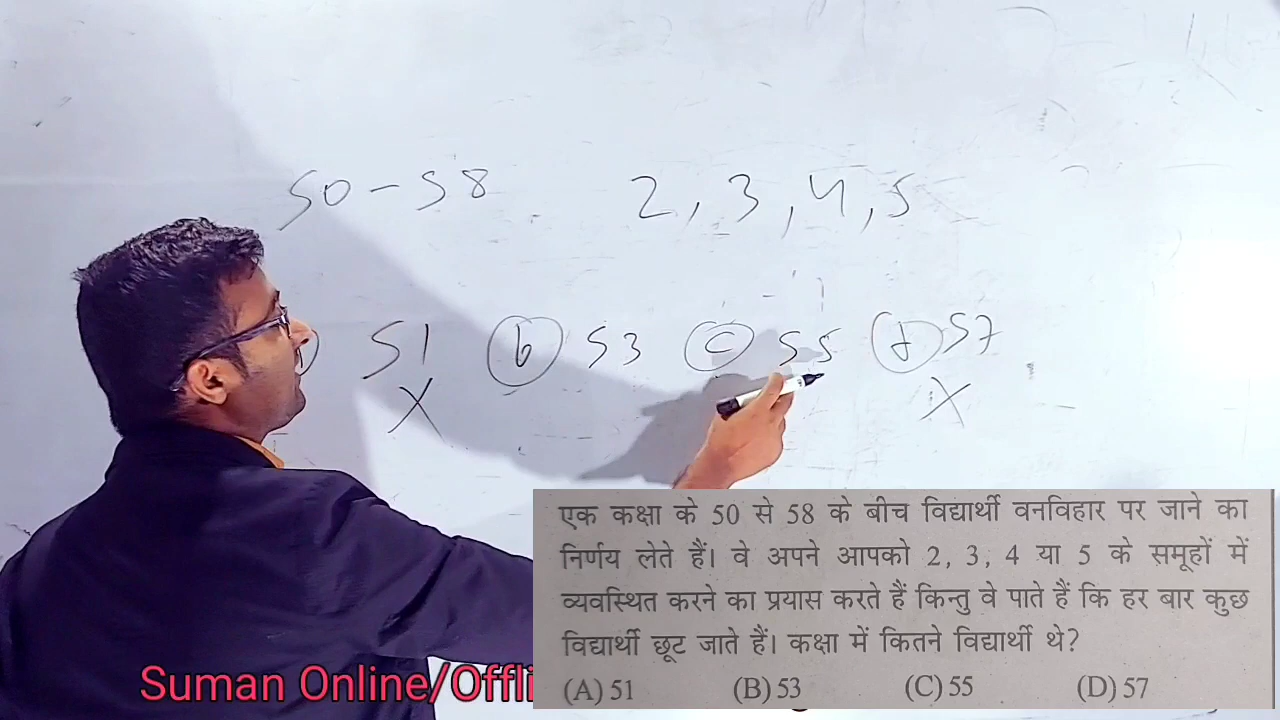 50-58 2, 3, 4, 5
51 (b) 53 (c) 55 (d) 57
X X
एक कक्षा के 50 से 58 के बीच विद्यार्थी वनविहार पर जाने का
निर्णय लेते हैं। वे अपने आपको 2, 3, 4 या 5 के समूहों में
व्यवस्थित करने का प्रयास करते हैं किन्तु वे पाते हैं कि हर बार कुछ
विद्यार्थी छूट जाते हैं। कक्षा में कितने विद्यार्थी थे?
(A) 51 (B) 53 (C) 55 (D) 57
Suman Online/Offli